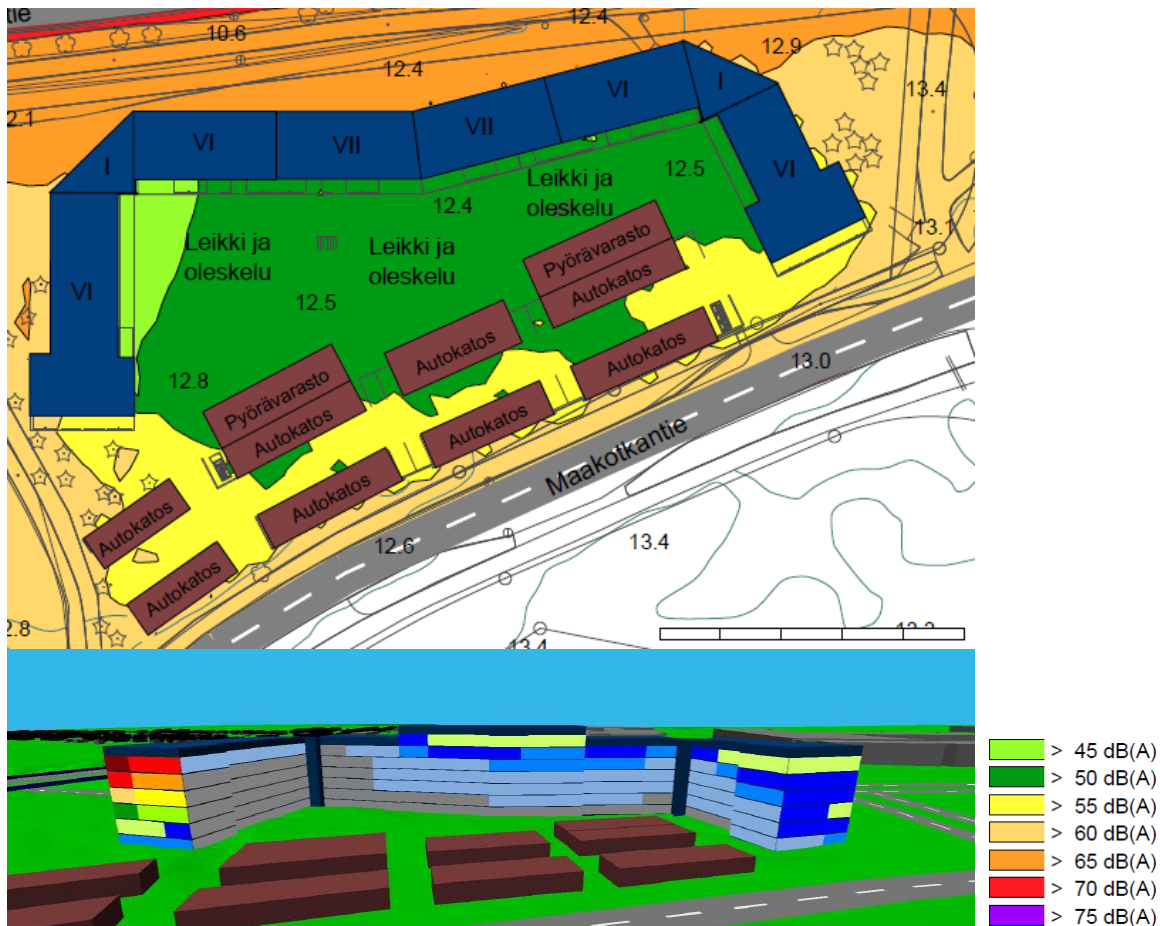 tie
10.6
12.4
12.4
12.9
13.4
2.1
VI
VII
VII
VI
I
I
VI
VI
12.5
12.4
Leikki ja
oleskelu
Leikki ja
oleskelu
Leikki ja
oleskelu
13.1
12.5
12.8
Pyörävarasto
Autokatos
Autokatos
Autokatos
Pyörävarasto
Autokatos
Autokatos
Autokatos
Autokatos
Autokatos
13.0
Maakotkantie
12.6
13.4
2.8
13.4
> 45 dB(A)
> 50 dB(A)
> 55 dB(A)
> 60 dB(A)
> 65 dB(A)
> 70 dB(A)
> 75 dB(A)